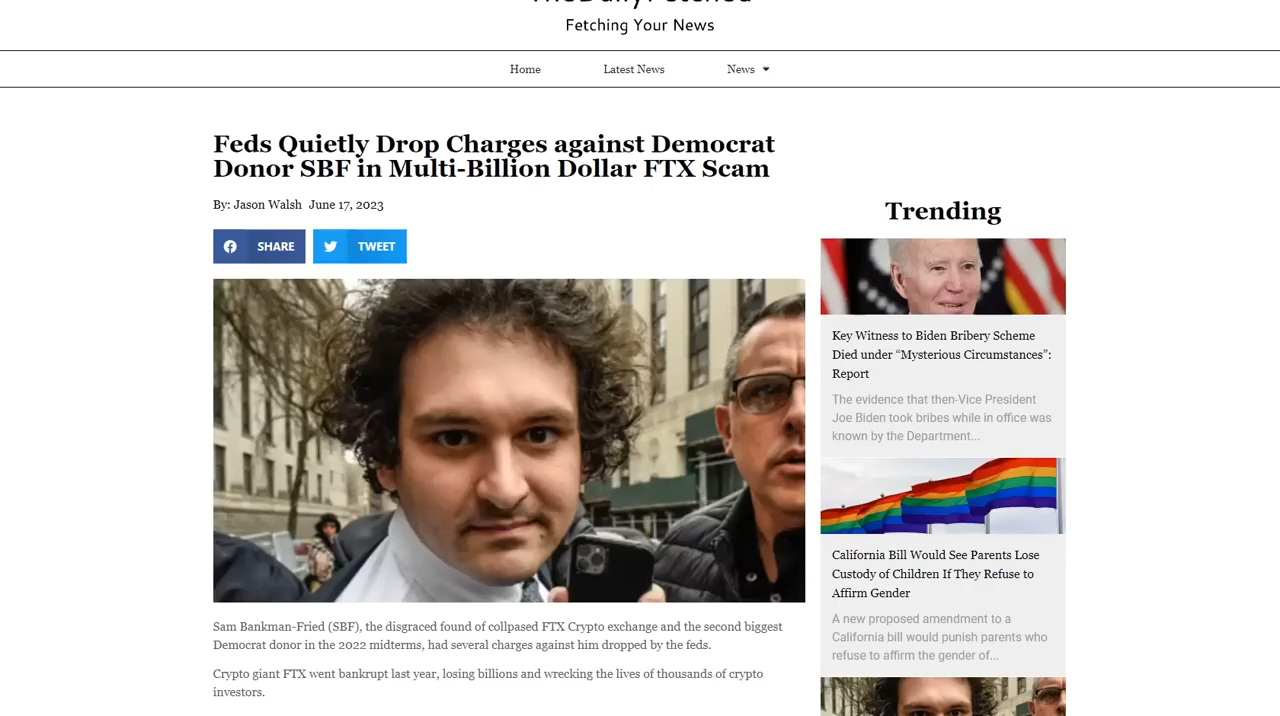 Fetching Your News
Home
Latest News
News
Feds Quietly Drop Charges against Democrat
Donor SBF in Multi-Billion Dollar FTX Scam
By: Jason Walsh June 17, 2023
SHARE
TWEET
Sam Bankman-Fried (SBF), the disgraced found of collpased FTX Crypto exchange and the second biggest
Democrat donor in the 2022 midterms, had several charges against him dropped by the feds.
Crypto giant FTX went bankrupt last year, losing billions and wrecking the lives of thousands of crypto
investors.
Trending
Key Witness to Biden Bribery Scheme
Died under “Mysterious Circumstances”:
Report
The evidence that then-Vice President
Joe Biden took bribes while in office was
known by the Department...
California Bill Would See Parents Lose
Custody of Children If They Refuse to
Affirm Gender
A new proposed amendment to a
California bill would punish parents who
refuse to affirm the gender of...